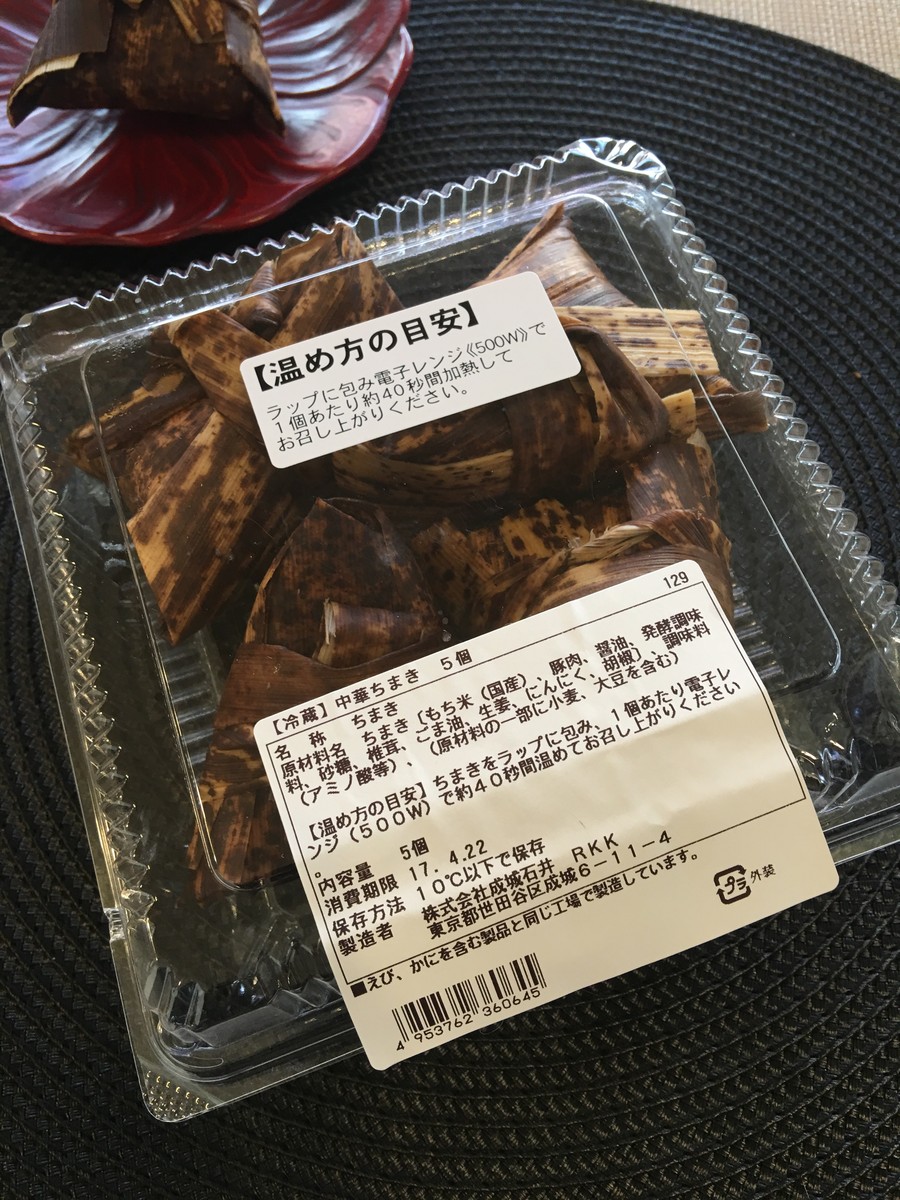 【温め方の目安】
ラップに包み電子レンジ《500W》で
1個あたり約40秒間加熱して
お召し上がりください。
129
【冷蔵】中華ちまき 5個
名 称 ちまき
原材料名 ちまき〔もち米（国産）、豚肉、醤油、発酵調味
料、砂糖、椎茸、ごま油、生姜、にんにく、胡椒〕、調味料
（アミノ酸等）、（原材料の一部に小麦、大豆を含む）
【温め方の目安】ちまきをラップに包み、1個あたり電子レ
ンジ（500W）で約40秒間温めてお召し上がりください
。
内容量 5個
消費期限 17.4.22
保存方法 10℃以下で保存
製造者 株式会社成城石井 RKK
東京都世田谷区成城6-11-4
■えび、かにを含む製品と同じ工場で製造しています。
プラ 外装
4 953762 360645